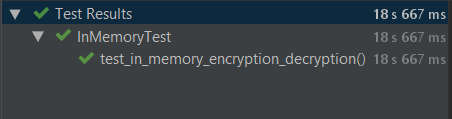 Test Results 18 s 667 ms
InMemoryTest 18 s 667 ms
test_in_memory_encryption_decryption() 18 s 667 ms